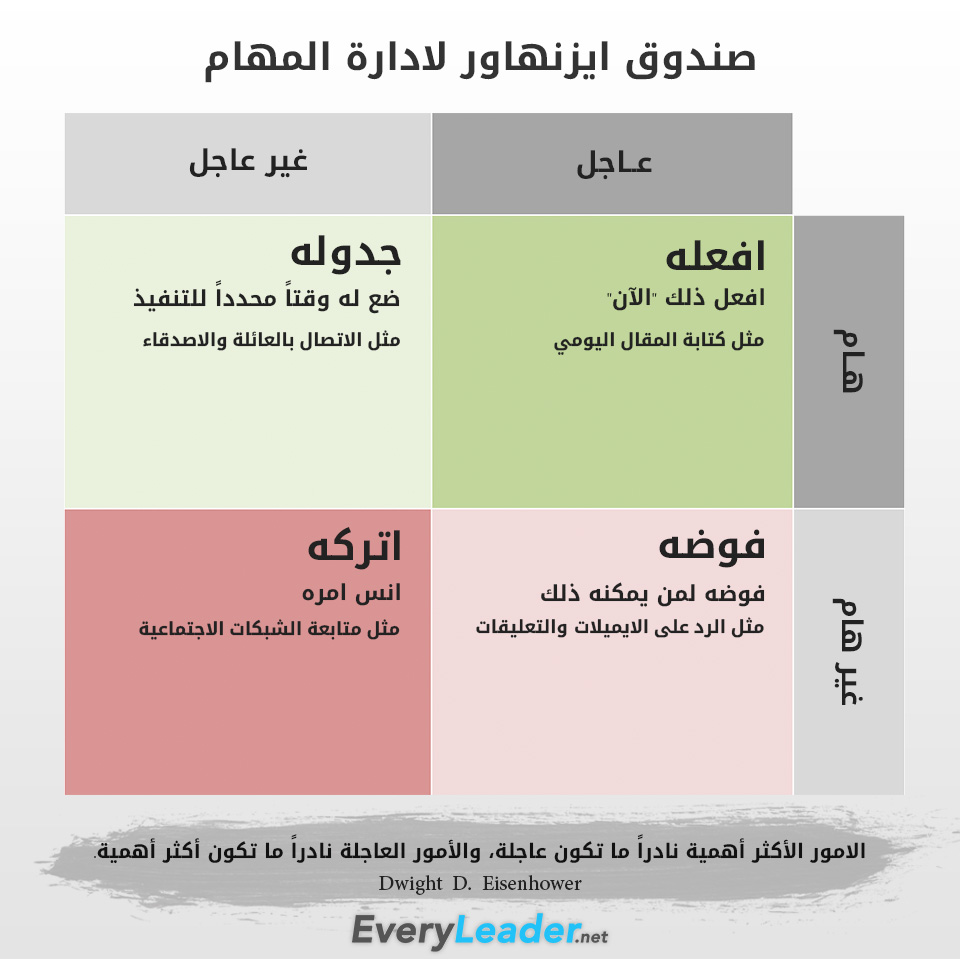 صندوق ايزنهاور لادارة المهام
عـاجل
غير عاجل
هـام
افعله
افعل ذلك "الآن"
مثل كتابة المقال اليومي
جدوله
ضع له وقتاً محدداً للتنفيذ
مثل الاتصال بالعائلة والاصدقاء
غير هام
فوضه
فوضه لمن يمكنه ذلك
مثل الرد على الايميلات والتعليقات
اتركه
انس امره
مثل متابعة الشبكات الاجتماعية
الامور الأكثر أهمية نادراً ما تكون عاجلة، والأمور العاجلة نادراً ما تكون أكثر أهمية.
Dwight D. Eisenhower
EveryLeader.net